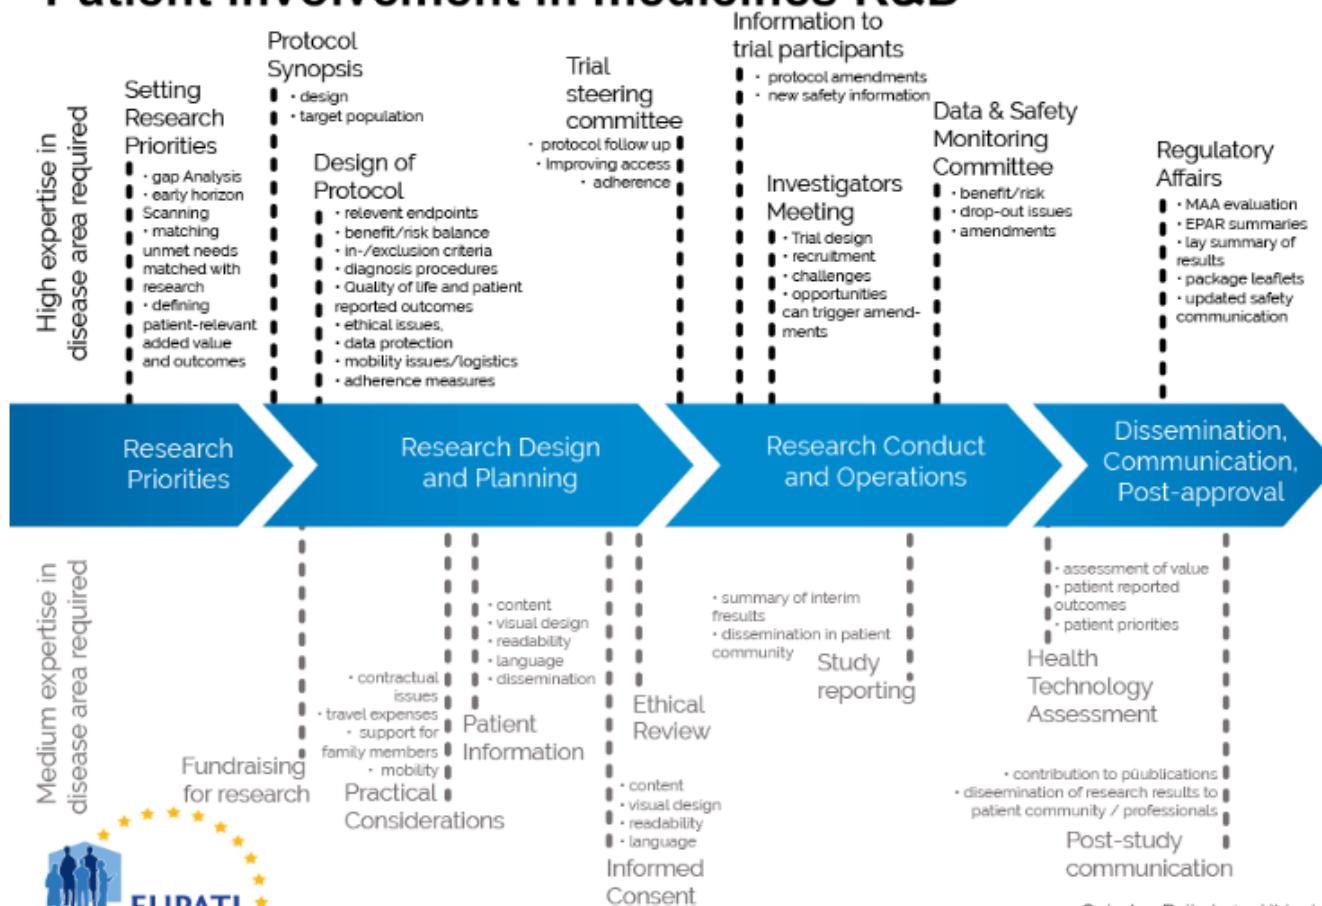 Patient involvement in medicines R&D
High expertise in
disease area required
Setting
Research
Priorities
• gap Analysis
• early horizon
Scanning
• matching
unmet needs
matched with
research
• defining
patient-relevant
added value
and outcomes
Protocol
Synopsis
• design
• target population
Design of
Protocol
• relevent endpoints
• benefit/risk balance
• in-/exclusion criteria
• diagnosis procedures
• Quality of life and patient
reported outcomes
• ethical issues,
• data protection
• mobility issues/logistics
• adherence measures
Trial
steering
committee
• protocol follow up
• Improving access
• adherence
Information to
trial participants
• protocol amendments
• new safety information
Investigators
Meeting
• Trial design
• recruitment
• challenges
• opportunities
can trigger amend-
ments
Data & Safety
Monitoring
Committee
• benefit/risk
• drop-out issues
• amendments
Regulatory
Affairs
• MAA evaluation
• EPAR summaries
• lay summary of
results
• package leaflets
• updated safety
communication
Research
Priorities
Research Design
and Planning
Research Conduct
and Operations
Dissemination,
Communication,
Post-approval
Medium expertise in
disease area required
Fundraising
for research
• contractual
issues
• travel expenses
• support for
family members
• mobility
Practical
Considerations
• content
• visual design
• readability
• language
• dissemination
Patient
Information
Ethical
Review
• content
• visual design
• readability
• language
Informed
Consent
• summary of interim
fresults
• dissemination in patient
community
Study
reporting
• assessment of value
• patient reported
outcomes
• patient priorities
Health
Technology
Assessment
• contribution to püublications
• diseemination of research results to
patient community / professionals
Post-study
communication
EUPATI